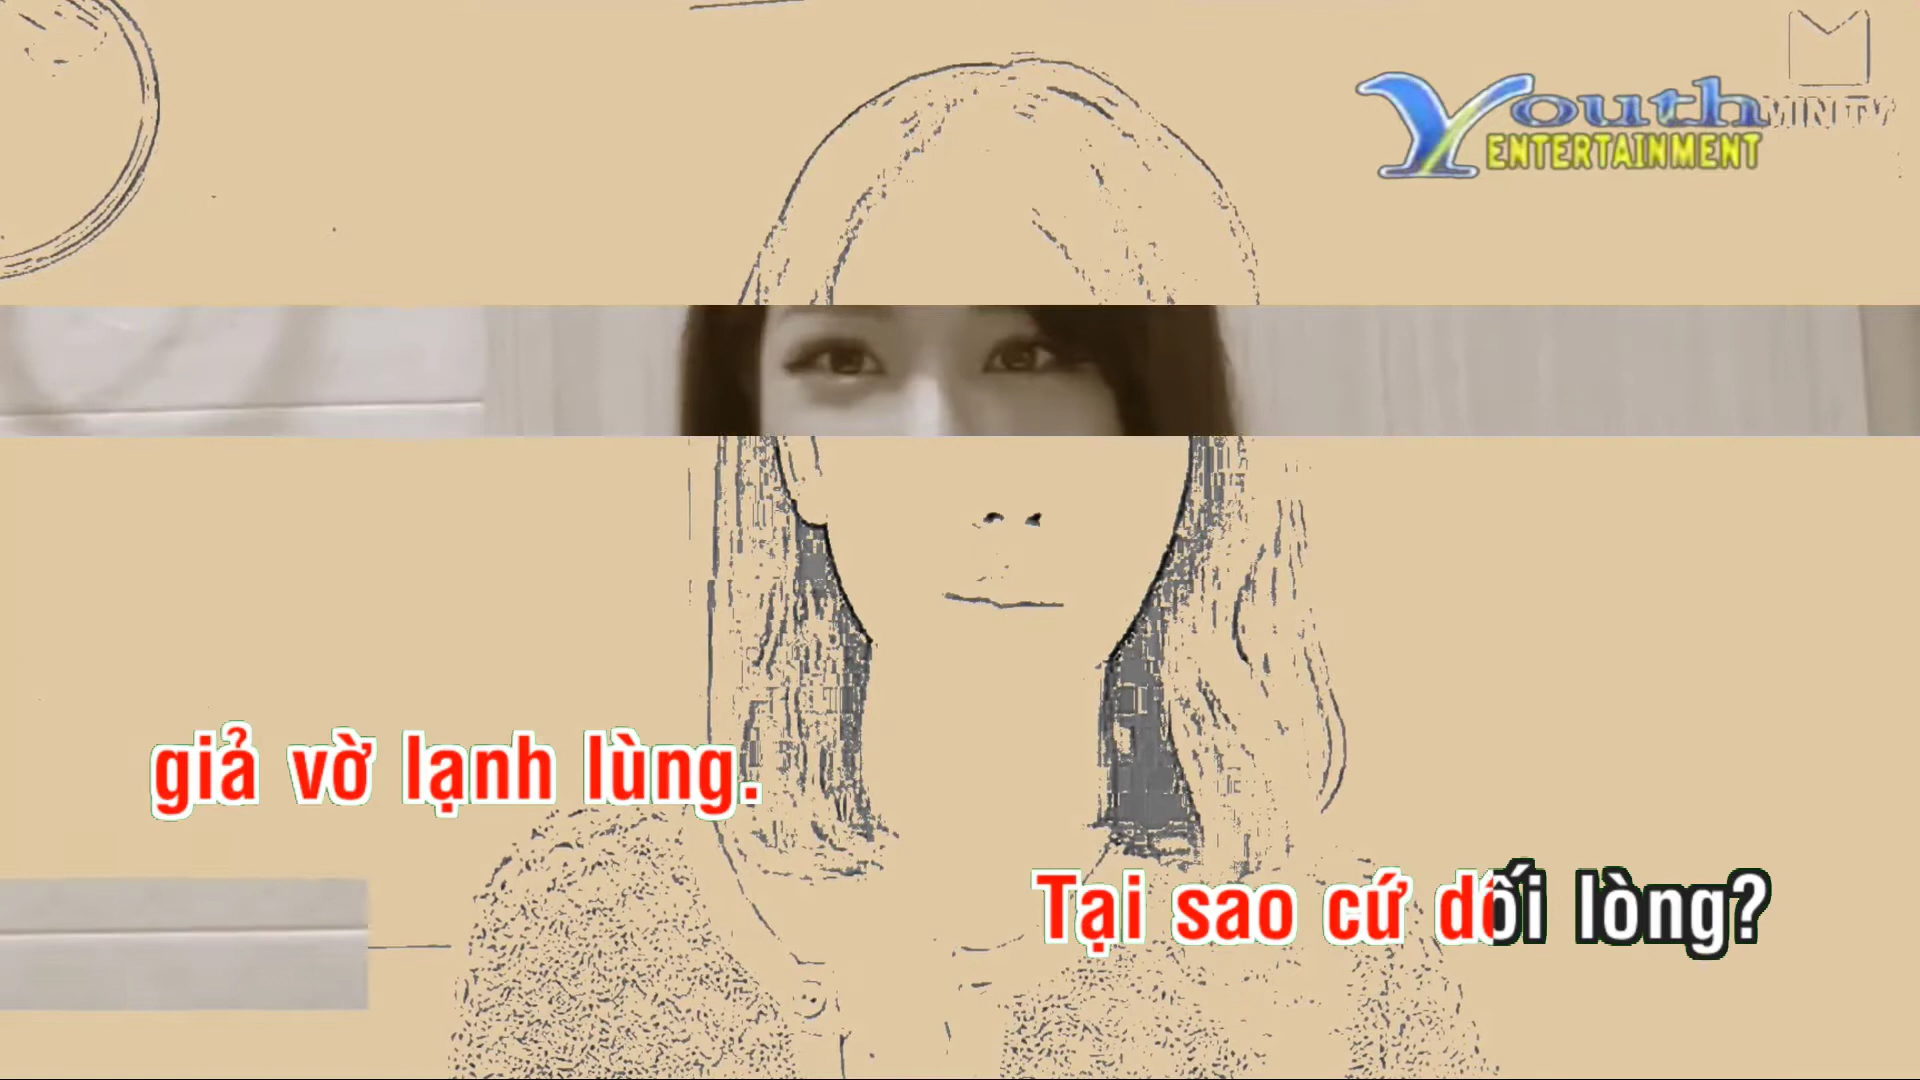 Youth
ENTERTAINMENT
giả vờ lạnh lùng.
Tại sao cứ dối lòng?